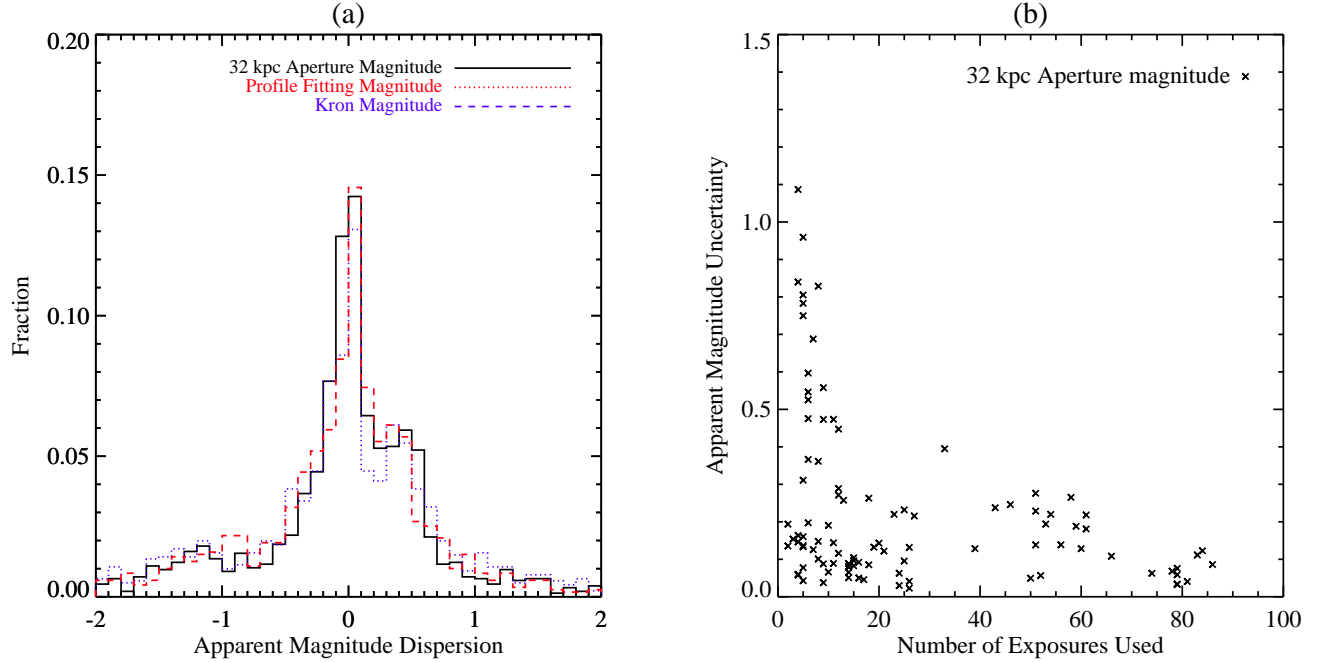 (a)
0.20
0.15
0.10
0.05
0.00
Fraction
32 kpc Aperture Magnitude
Profile Fitting Magnitude
Kron Magnitude
-2 -1 0 1 2
Apparent Magnitude Dispersion
(b)
1.5
1.0
0.5
0.0
Apparent Magnitude Uncertainty
32 kpc Aperture magnitude
0 20 40 60 80 100
Number of Exposures Used